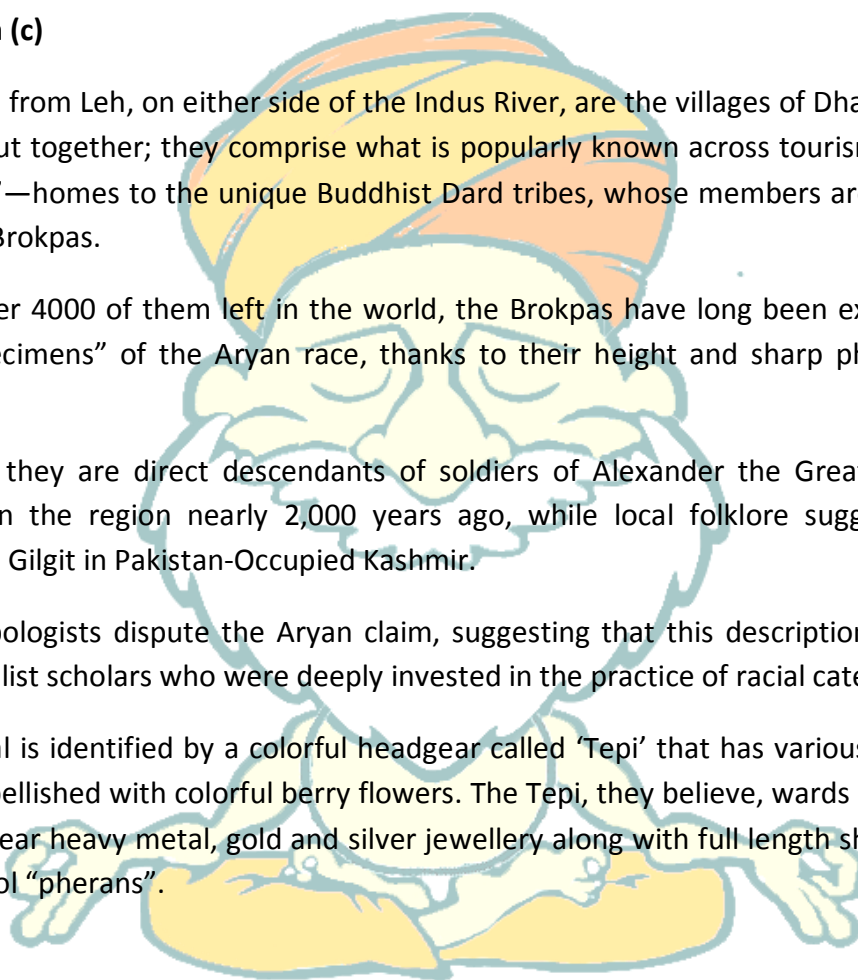 (c)
from Leh, on either side of the Indus River, are the villages of Dha
ut together; they comprise what is popularly known across tourism
’—homes to the unique Buddhist Dard tribes, whose members ar
Brokpas.
er 4000 of them left in the world, the Brokpas have long been ex
ecimens” of the Aryan race, thanks to their height and sharp ph
they are direct descendants of soldiers of Alexander the Great
n the region nearly 2,000 years ago, while local folklore sugg
Gilgit in Pakistan-Occupied Kashmir.
ologists dispute the Aryan claim, suggesting that this description
list scholars who were deeply invested in the practice of racial cate
al is identified by a colorful headgear called ‘Tepi’ that has various
bellished with colorful berry flowers. The Tepi, they believe, wards
ear heavy metal, gold and silver jewellery along with full length sh
ol “pherans”.